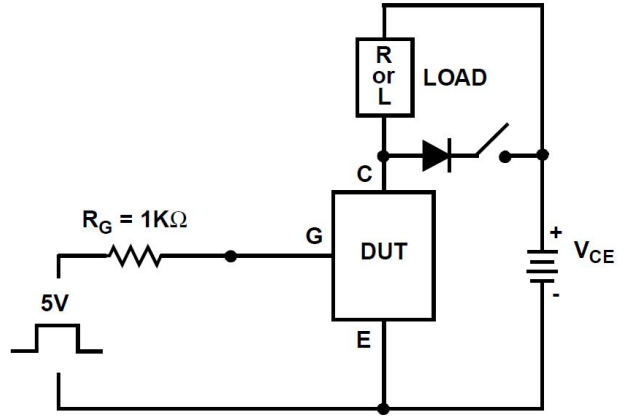 R
or
L
LOAD
C
R_G = 1KΩ
G
DUT
+
V_CE
-
5V
E